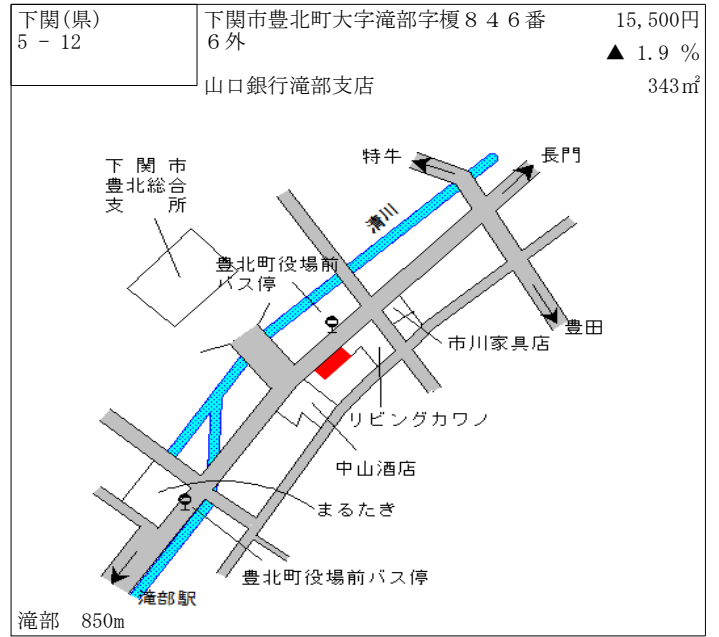 下関(県)
5 - 12
下関市豊北町大字滝部字榎８４６番
６外
山口銀行滝部支店
15,500円
▲ 1.9 %
343㎡
特牛
長門
下関市
豊北総合
支所
清川
豊北町役場前
バス停
豊田
市川家具店
リビングカワノ
中山酒店
まるたき
豊北町役場前バス停
滝部駅
滝部 850m